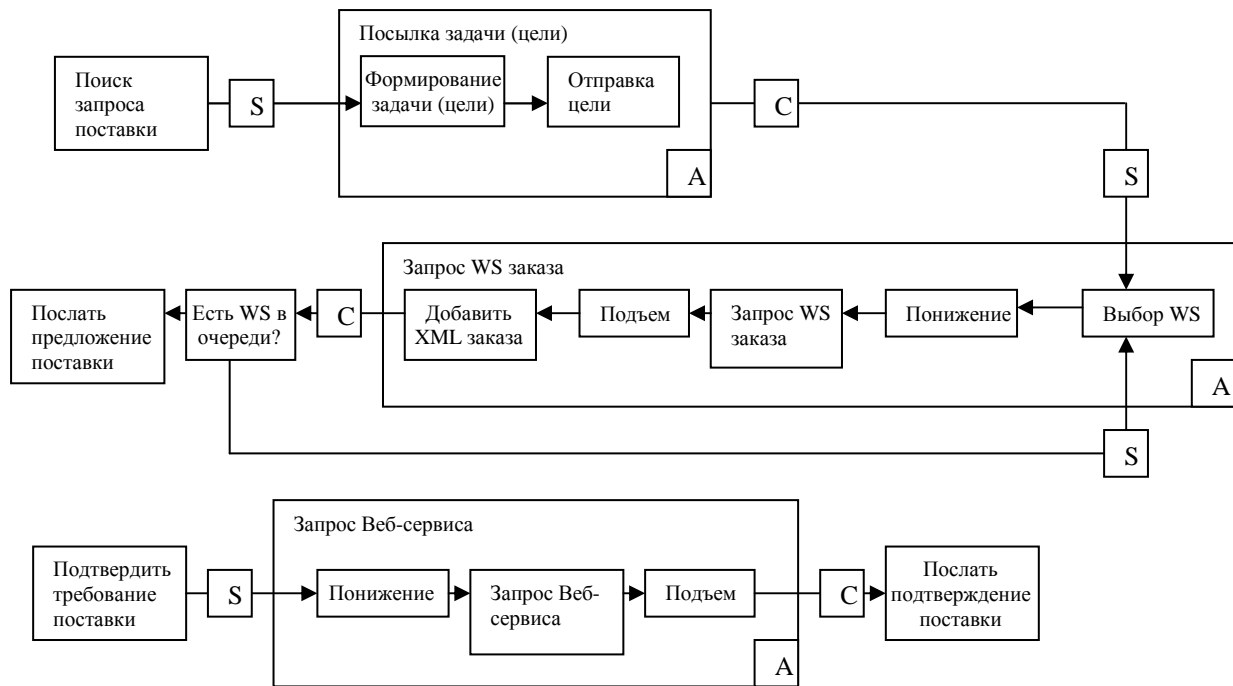 Посылка задачи (цели)
Поиск
запроса
поставки
S
Формирование
задачи (цели)
Отправка
цели
C
A
S
Запрос WS заказа
Послать
предложение
поставки
Есть WS в
очереди?
C
Добавить
XML заказа
Подъем
Запрос WS
заказа
Понижение
Выбор WS
A
S
Запрос Веб-сервиса
Подтвердить
требование
поставки
S
Понижение
Запрос Веб-
сервиса
Подъем
C
Послать
подтверждение
поставки
A